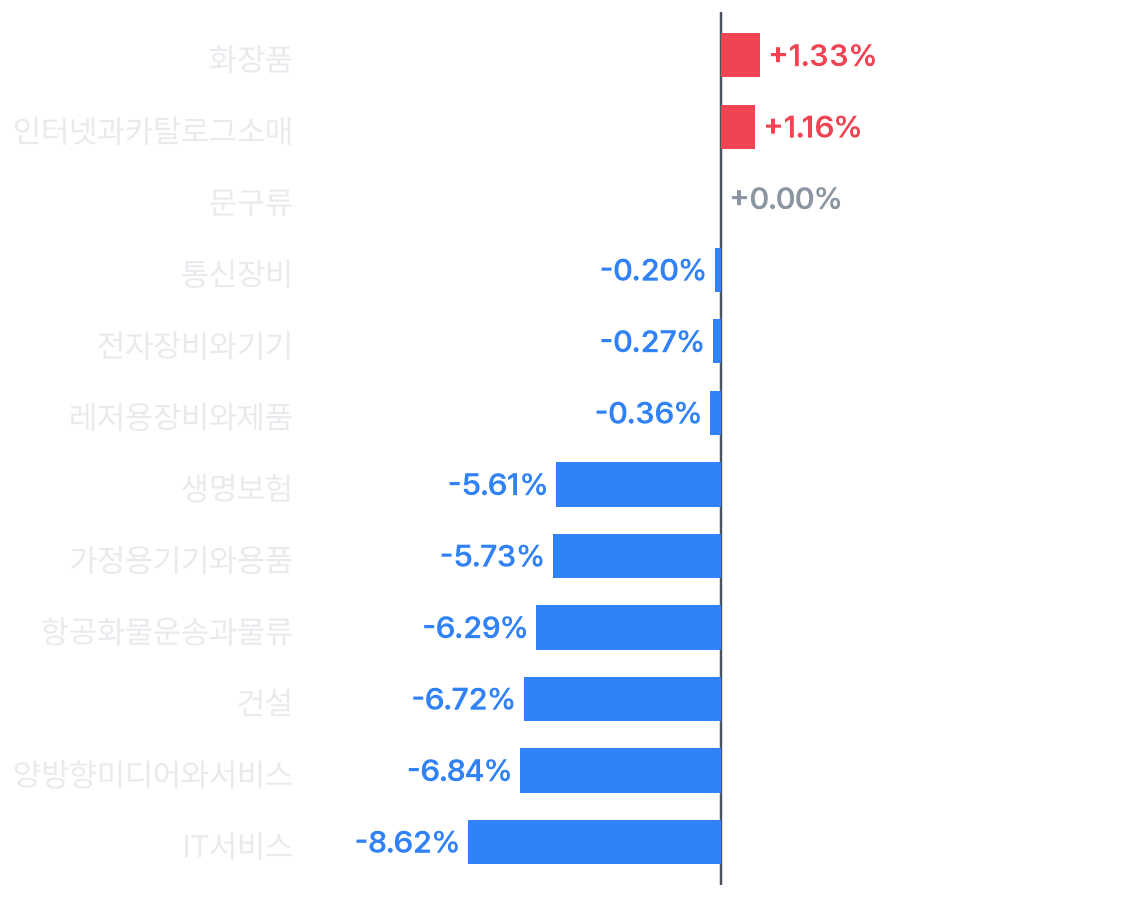 화장품 +1.33%
인터넷과카탈로그소매 +1.16%
문구류 +0.00%
통신장비 -0.20%
전자장비와기기 -0.27%
레저용장비와제품 -0.36%
생명보험 -5.61%
가정용기기와용품 -5.73%
항공화물운송과물류 -6.29%
건설 -6.72%
양방향미디어와서비스 -6.84%
IT서비스 -8.62%